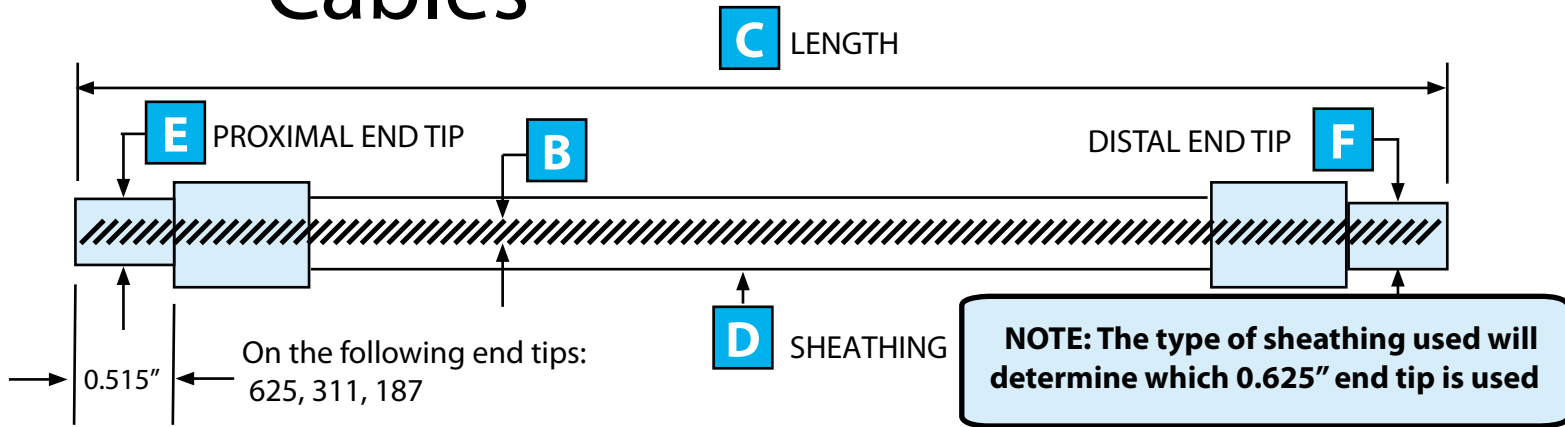 Cables
C LENGTH
E PROXIMAL END TIP
B
DISTAL END TIP F
D SHEATHING
0.515”
On the following end tips:
625, 311, 187
NOTE: The type of sheathing used will
determine which 0.625” end tip is used